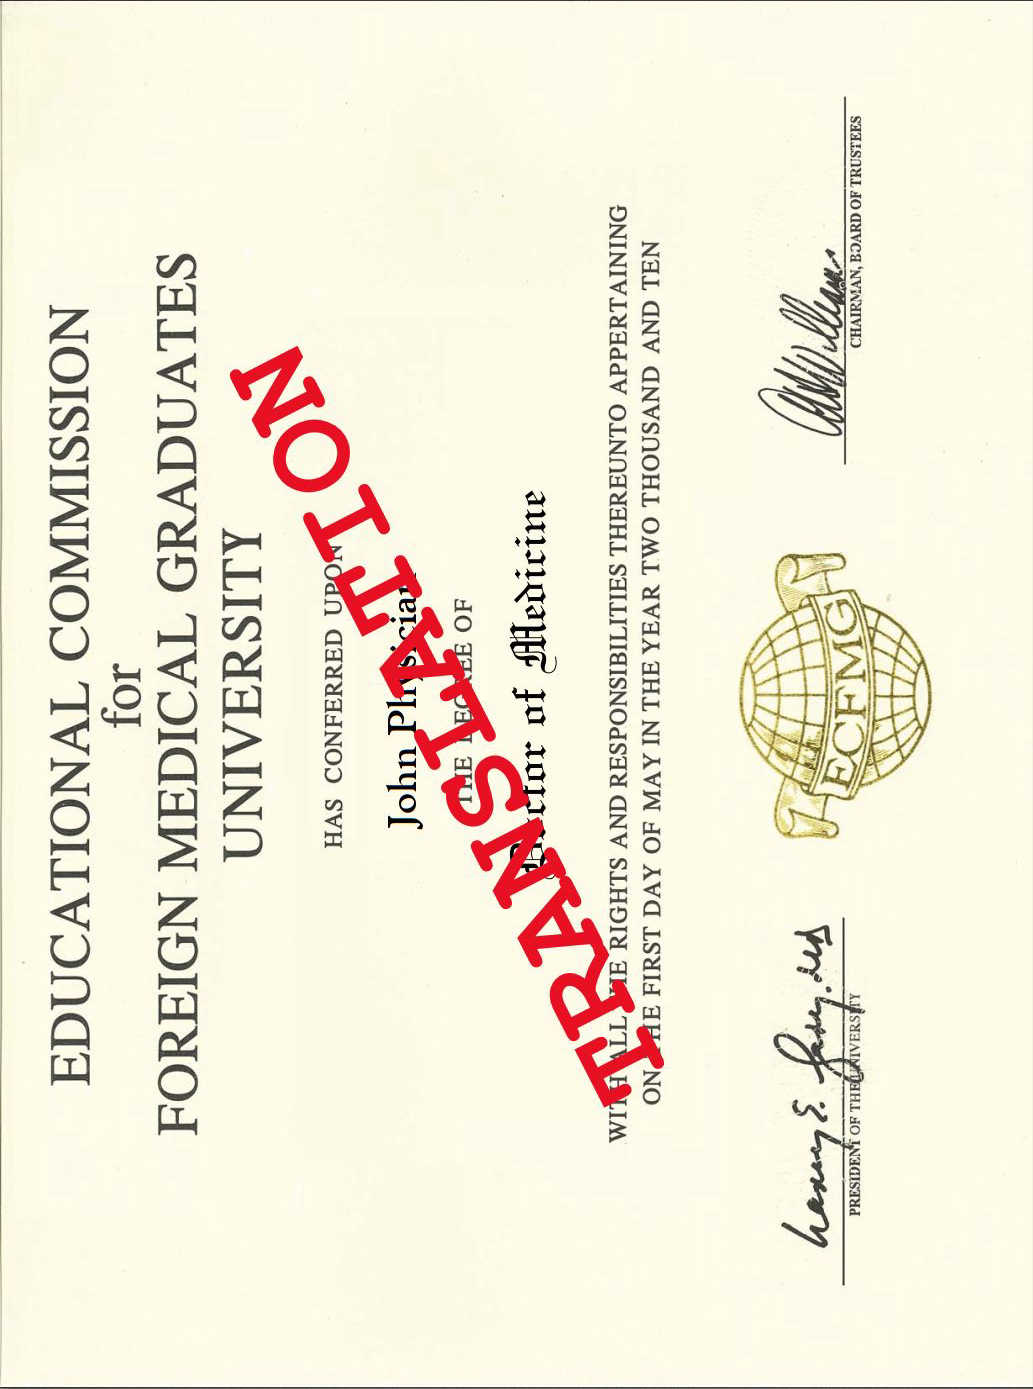 EDUCATIONAL COMMISSION
for
FOREIGN MEDICAL GRADUATES
UNIVERSITY
HAS CONFERRED UPON
John Physician
THE DEGREE OF
Doctor of Medicine
WITH ALL THE RIGHTS AND RESPONSIBILITIES THEREUNTO APPERTAINING
ON THE FIRST DAY OF MAY IN THE YEAR TWO THOUSAND AND TEN
TRANSLATION
ECFMG
PRESIDENT OF THE UNIVERSITY
CHAIRMAN, BOARD OF TRUSTEES